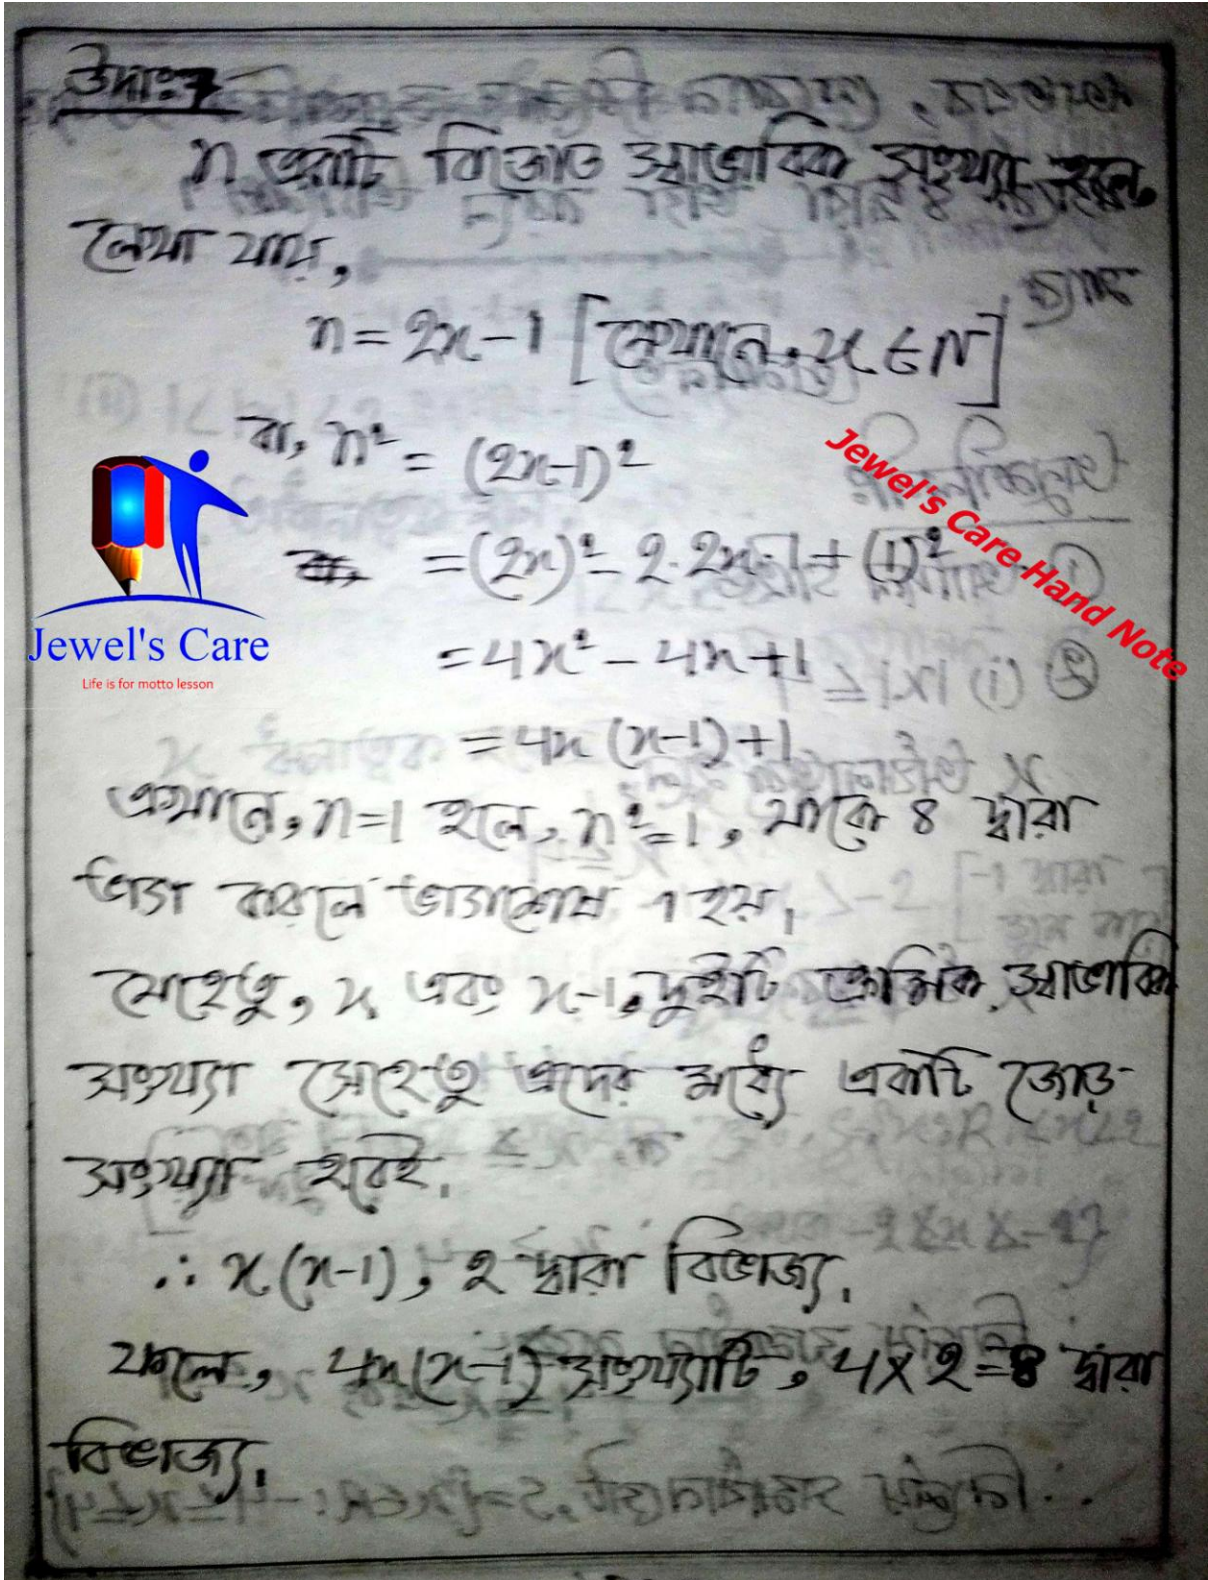 উদাঃ7
n একটি বিজোড় স্বাভাবিক সংখ্যা হলে,
লেখা যায়,
n = 2x-1 [যেখানে, x ∈ N]
বা, n² = (2x-1)²
= (2x)² - 2·2x·1 + (1)²
= 4x² - 4x + 1
= 4x(x-1)+1
এখানে, n=1 হলে, n²=1, যাকে 8 দ্বারা
ভাগ করলে ভাগশেষ 1 হয়।
যেহেতু, x এবং x-1, দুইটি ক্রমিক স্বাভাবিক
সংখ্যা সেহেতু এদের মধ্যে একটি জোড়
সংখ্যা হবেই।
∴ x(x-1), 2 দ্বারা বিভাজ্য।
ফলে, 4x(x-1) সংখ্যাটি, 4×2=8 দ্বারা
বিভাজ্য।
Jewel's Care
Life is for motto lesson
Jewel's Care Hand Note